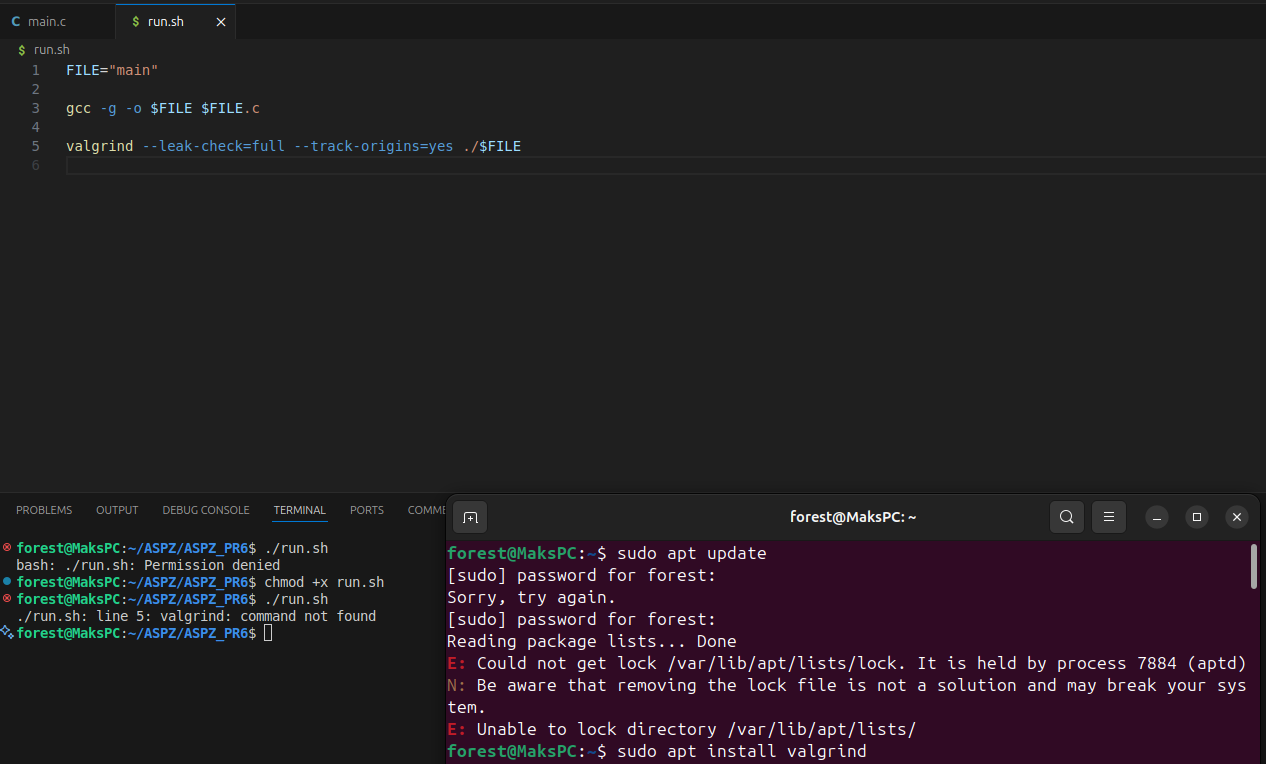 main.c
run.sh
run.sh
1 FILE="main"
2
3 gcc -g -o $FILE $FILE.c
4
5 valgrind --leak-check=full --track-origins=yes ./$FILE
6
PROBLEMS OUTPUT DEBUG CONSOLE TERMINAL PORTS COMME
forest@MaksPC:~/ASPZ/ASPZ_PR6$ ./run.sh
bash: ./run.sh: Permission denied
forest@MaksPC:~/ASPZ/ASPZ_PR6$ chmod +x run.sh
forest@MaksPC:~/ASPZ/ASPZ_PR6$ ./run.sh
./run.sh: line 5: valgrind: command not found
forest@MaksPC:~/ASPZ/ASPZ_PR6$
forest@MaksPC: ~
forest@MaksPC:~$ sudo apt update
[sudo] password for forest:
Sorry, try again.
[sudo] password for forest:
Reading package lists... Done
E: Could not get lock /var/lib/apt/lists/lock. It is held by process 7884 (aptd)
N: Be aware that removing the lock file is not a solution and may break your sys
tem.
E: Unable to lock directory /var/lib/apt/lists/
forest@MaksPC:~$ sudo apt install valgrind